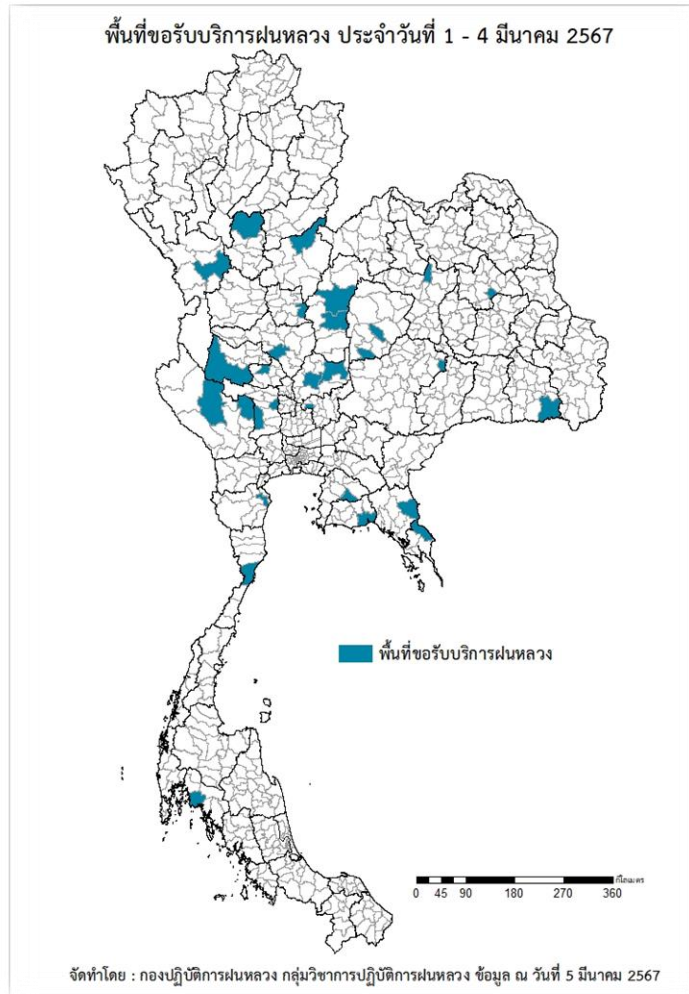 พื้นที่ขอรับบริการฝนหลวง ประจำวันที่ 1 - 4 มีนาคม 2567
พื้นที่ขอรับบริการฝนหลวง
กิโลเมตร
0 45 90 180 270 360
จัดทำโดย : กองปฏิบัติการฝนหลวง กลุ่มวิชาการปฏิบัติการฝนหลวง ข้อมูล ณ วันที่ 5 มีนาคม 2567